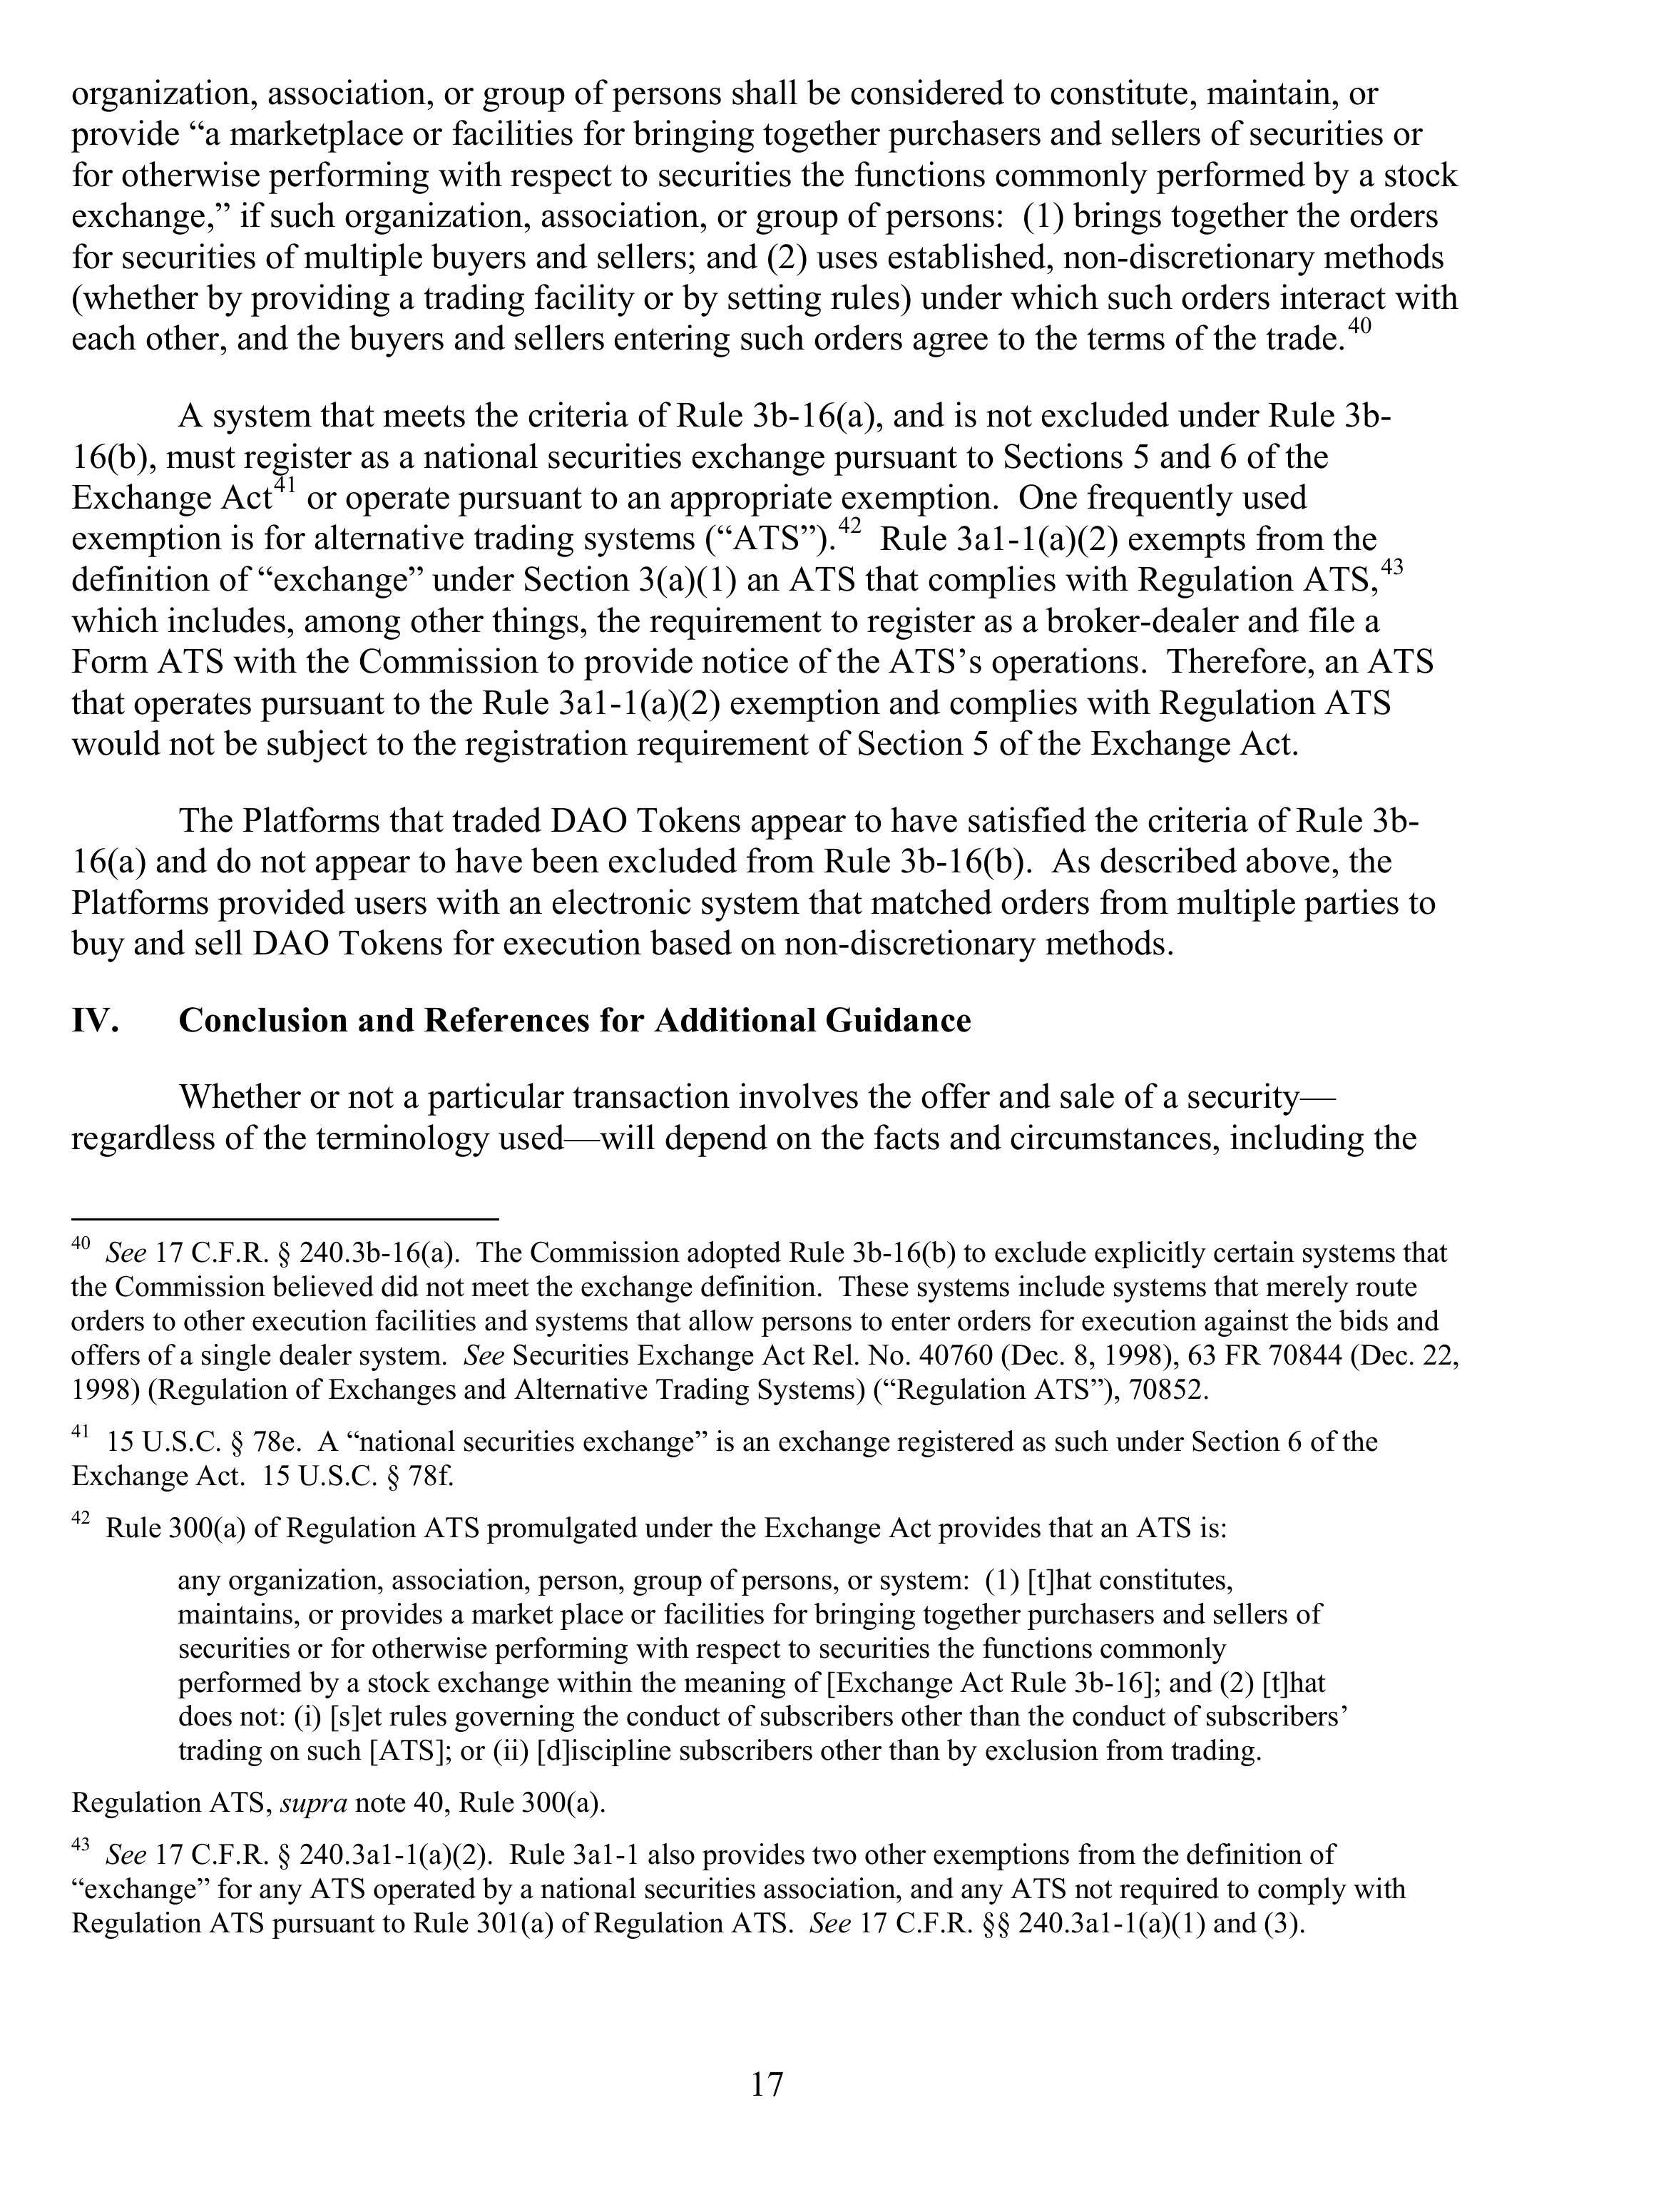 organization, association, or group of persons shall be considered to constitute, maintain, or
provide “a marketplace or facilities for bringing together purchasers and sellers of securities or
for otherwise performing with respect to securities the functions commonly performed by a stock
exchange,” if such organization, association, or group of persons:  (1) brings together the orders
for securities of multiple buyers and sellers; and (2) uses established, non-discretionary methods
(whether by providing a trading facility or by setting rules) under which such orders interact with
each other, and the buyers and sellers entering such orders agree to the terms of the trade.40
A system that meets the criteria of Rule 3b-16(a), and is not excluded under Rule 3b-
16(b), must register as a national securities exchange pursuant to Sections 5 and 6 of the
Exchange Act41 or operate pursuant to an appropriate exemption.  One frequently used
exemption is for alternative trading systems (“ATS”).42  Rule 3a1-1(a)(2) exempts from the
definition of “exchange” under Section 3(a)(1) an ATS that complies with Regulation ATS,43
which includes, among other things, the requirement to register as a broker-dealer and file a
Form ATS with the Commission to provide notice of the ATS’s operations.  Therefore, an ATS
that operates pursuant to the Rule 3a1-1(a)(2) exemption and complies with Regulation ATS
would not be subject to the registration requirement of Section 5 of the Exchange Act.
The Platforms that traded DAO Tokens appear to have satisfied the criteria of Rule 3b-
16(a) and do not appear to have been excluded from Rule 3b-16(b).  As described above, the
Platforms provided users with an electronic system that matched orders from multiple parties to
buy and sell DAO Tokens for execution based on non-discretionary methods.
IV. Conclusion and References for Additional Guidance
Whether or not a particular transaction involves the offer and sale of a security—
regardless of the terminology used—will depend on the facts and circumstances, including the
40 See 17 C.F.R. § 240.3b-16(a).  The Commission adopted Rule 3b-16(b) to exclude explicitly certain systems that
the Commission believed did not meet the exchange definition.  These systems include systems that merely route
orders to other execution facilities and systems that allow persons to enter orders for execution against the bids and
offers of a single dealer system.  See Securities Exchange Act Rel. No. 40760 (Dec. 8, 1998), 63 FR 70844 (Dec. 22,
1998) (Regulation of Exchanges and Alternative Trading Systems) (“Regulation ATS”), 70852.
41 15 U.S.C. § 78e.  A “national securities exchange” is an exchange registered as such under Section 6 of the
Exchange Act.  15 U.S.C. § 78f.
42 Rule 300(a) of Regulation ATS promulgated under the Exchange Act provides that an ATS is:
any organization, association, person, group of persons, or system:  (1) [t]hat constitutes,
maintains, or provides a market place or facilities for bringing together purchasers and sellers of
securities or for otherwise performing with respect to securities the functions commonly
performed by a stock exchange within the meaning of [Exchange Act Rule 3b-16]; and (2) [t]hat
does not: (i) [s]et rules governing the conduct of subscribers other than the conduct of subscribers’
trading on such [ATS]; or (ii) [d]iscipline subscribers other than by exclusion from trading.
Regulation ATS, supra note 40, Rule 300(a).
43 See 17 C.F.R. § 240.3a1-1(a)(2).  Rule 3a1-1 also provides two other exemptions from the definition of
“exchange” for any ATS operated by a national securities association, and any ATS not required to comply with
Regulation ATS pursuant to Rule 301(a) of Regulation ATS.  See 17 C.F.R. §§ 240.3a1-1(a)(1) and (3).
17